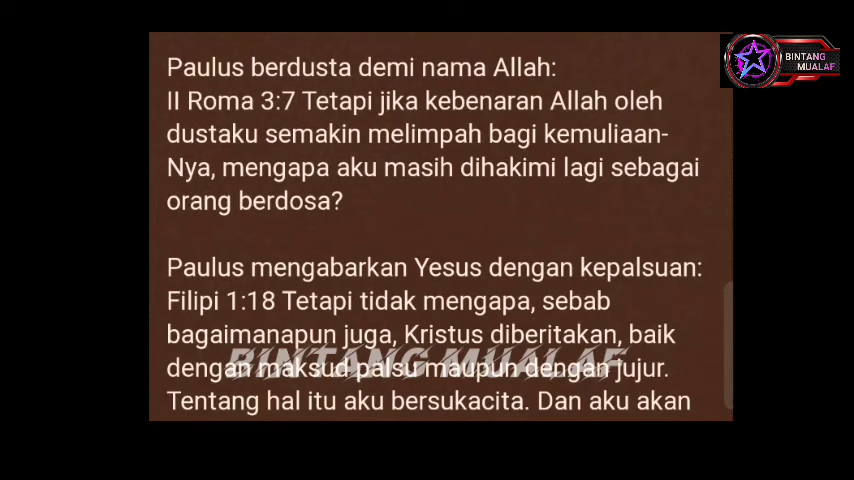 Paulus berdusta demi nama Allah:
II Roma 3:7 Tetapi jika kebenaran Allah oleh
dustaku semakin melimpah bagi kemuliaan-
Nya, mengapa aku masih dihakimi lagi sebagai
orang berdosa?
Paulus mengabarkan Yesus dengan kepalsuan:
Filipi 1:18 Tetapi tidak mengapa, sebab
bagaimanapun juga, Kristus diberitakan, baik
dengan maksud palsu maupun dengan jujur.
Tentang hal itu aku bersukacita. Dan aku akan
BINTANG MUALAF
BINTANG
MUALAF